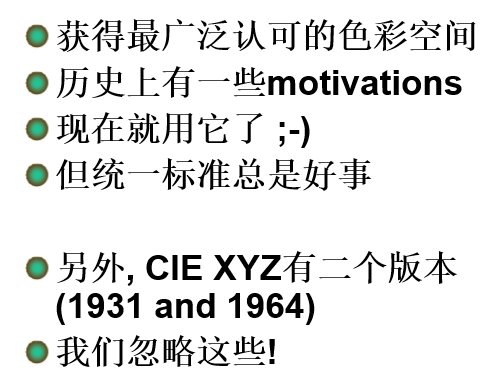 获得最广泛认可的色彩空间
历史上有一些motivations
现在就用它了 ;-)
但统一标准总是好事
另外, CIE XYZ有二个版本
(1931 and 1964)
我们忽略这些!